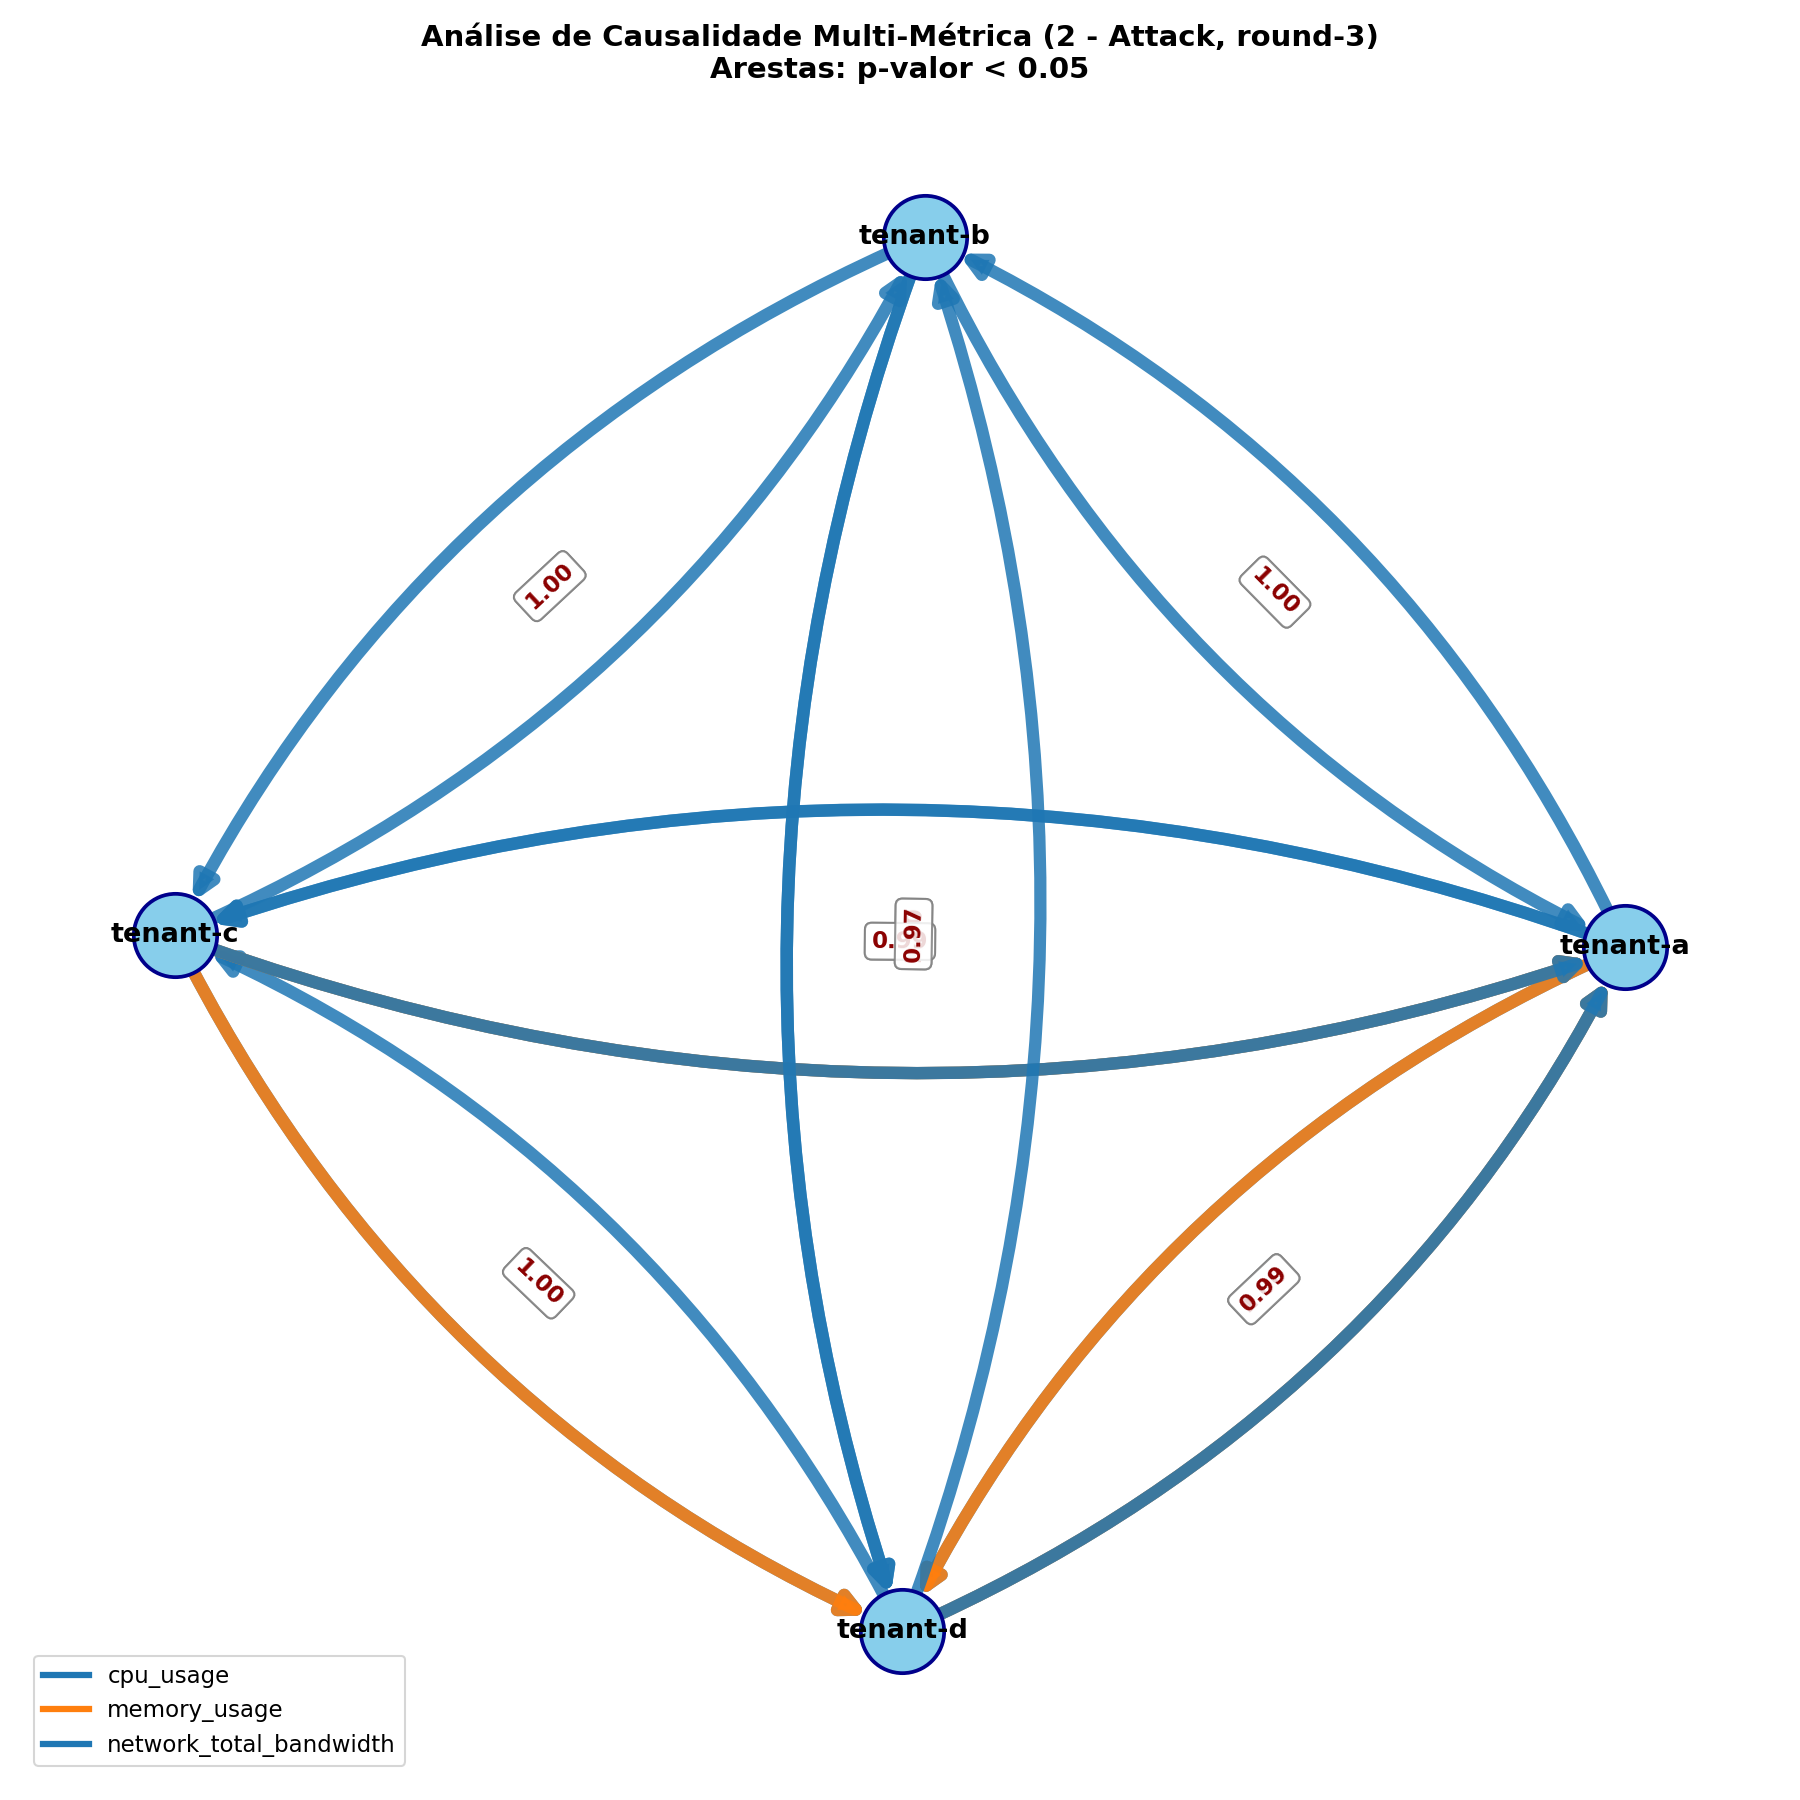 Análise de Causalidade Multi-Métrica (2 - Attack, round-3)
Arestas: p-valor < 0.05
tenant-b
1.00
1.00
tenant-c
0.
0.97
tenant-a
1.00
0.99
tenant-d
cpu_usage
memory_usage
network_total_bandwidth